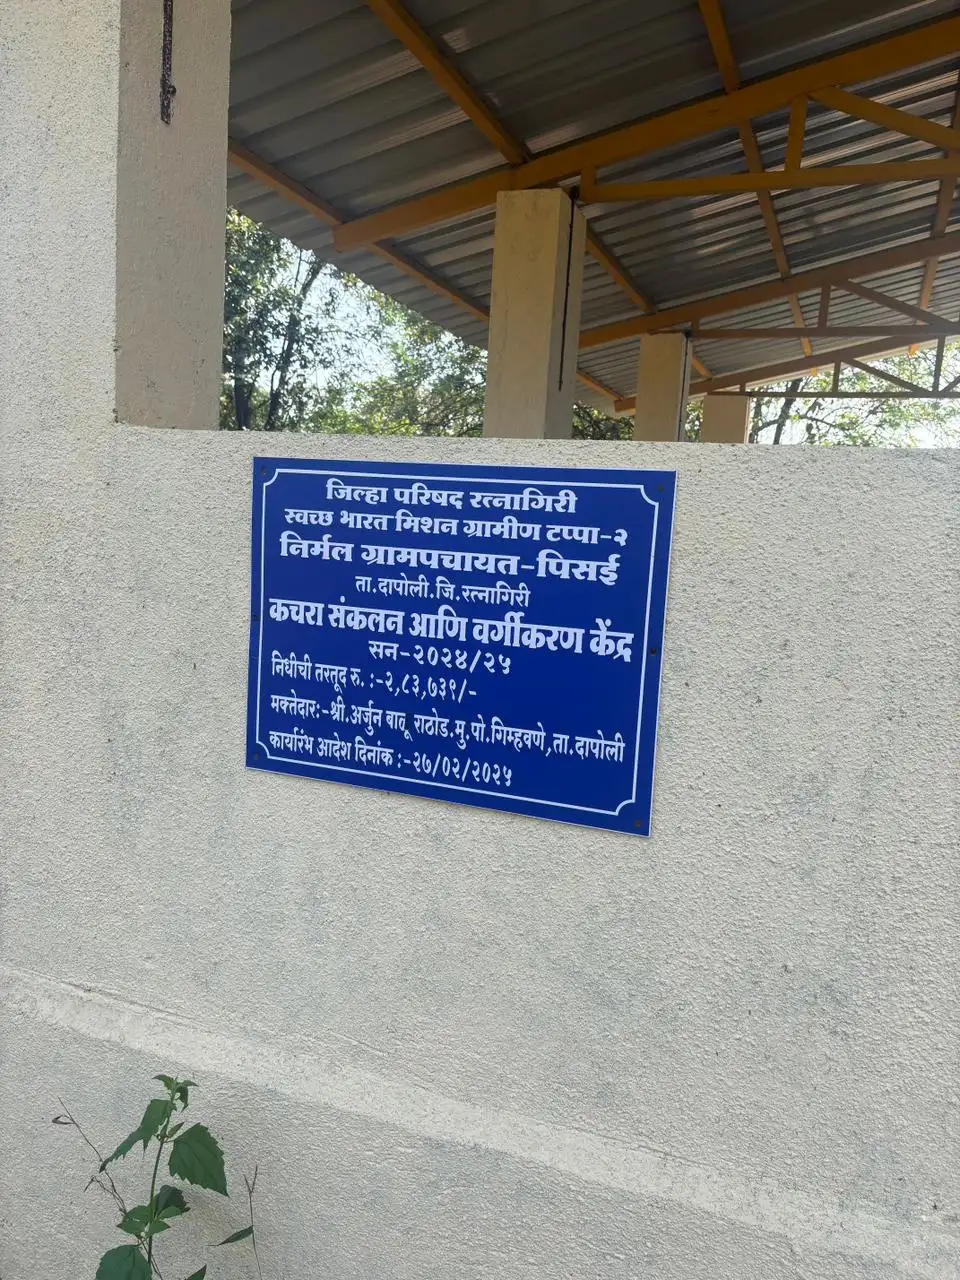 जिल्हा परिषद रत्नागिरी
स्वच्छ भारत मिशन ग्रामीण टप्पा-२
निर्मल ग्रामपचायत-पिसई
ता.दापोली.जि.रत्नागिरी
कचरा संकलन आणि वर्गीकरण केंद्र
सन-२०२४/२५
निधीची तरतूद रु. :-२,८३,७३९/-
मक्तेदार:-श्री.अर्जुन बावू राठोड.मु.पो.गिम्हवणे,ता.दापोली
कार्यारंभ आदेश दिनांक :-२७/०२/२०२५